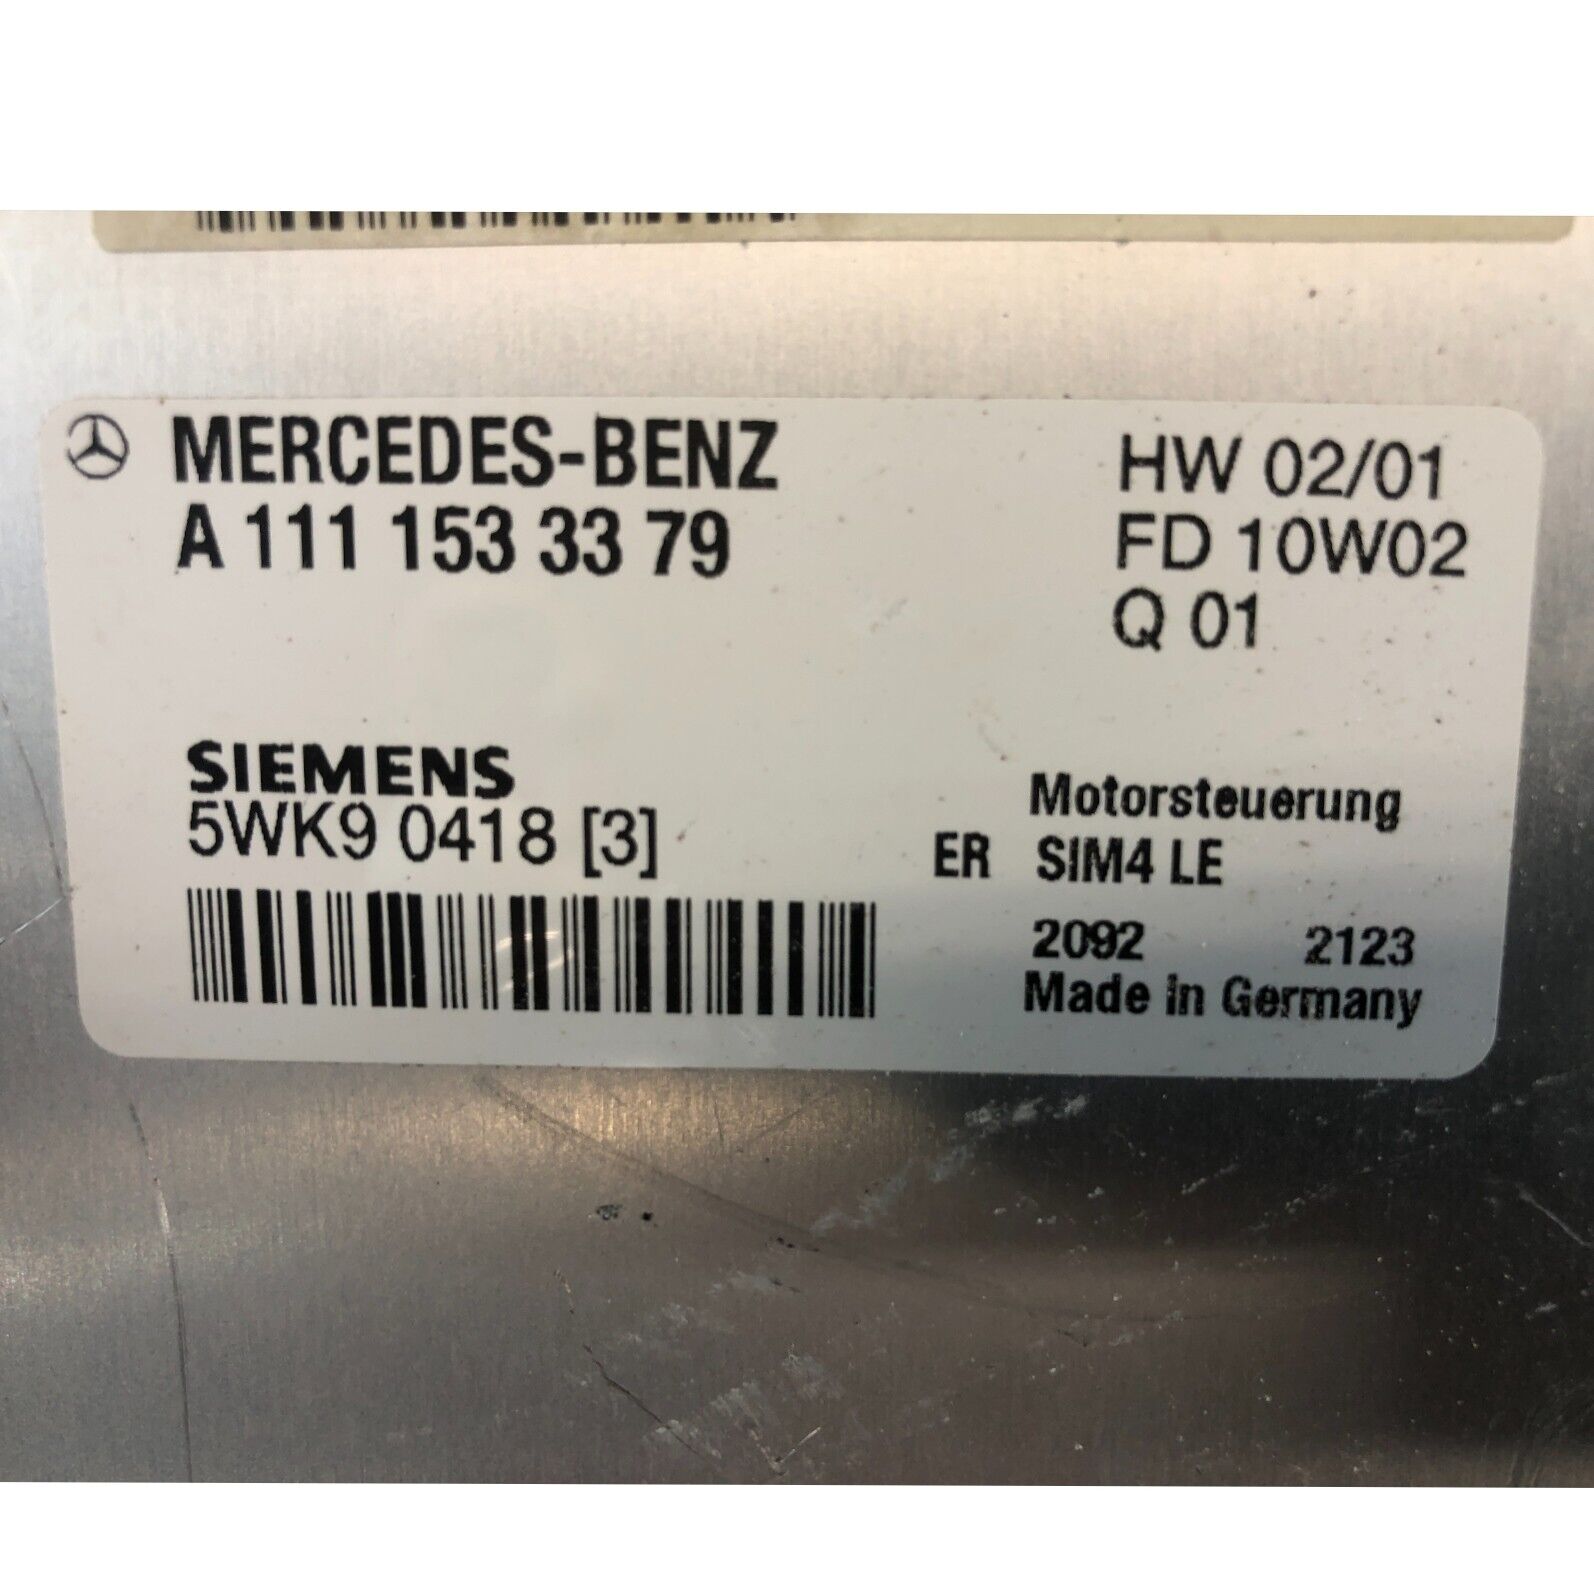 MERCEDES-BENZ
A 111 153 33 79
HW 02/01
FD 10W02
Q 01
SIEMENS
5WK9 0418 [3]
Motorsteuerung
ER SIM4 LE
2092 2123
Made in Germany